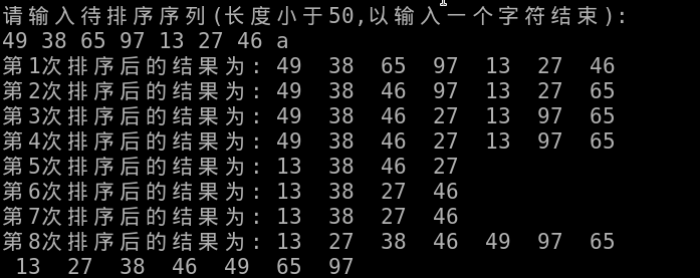 请输入待排序序列(长度小于50,以输入一个字符结束):
49 38 65 97 13 27 46 a
第1次排序后的结果为: 49 38 65 97 13 27 46
第2次排序后的结果为: 49 38 46 97 13 27 65
第3次排序后的结果为: 49 38 46 27 13 97 65
第4次排序后的结果为: 49 38 46 27 13 97 65
第5次排序后的结果为: 13 38 46 27
第6次排序后的结果为: 13 38 27 46
第7次排序后的结果为: 13 38 27 46
第8次排序后的结果为: 13 27 38 46 49 97 65
13 27 38 46 49 65 97